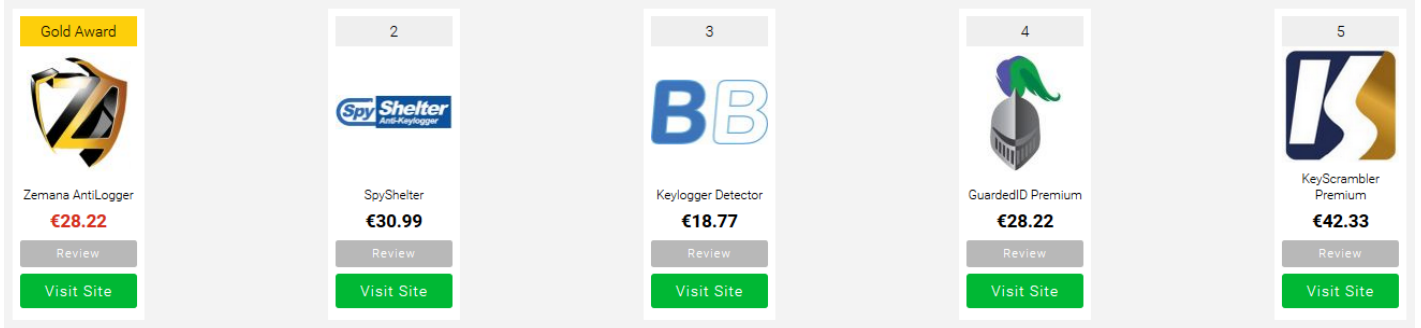 Gold Award
Zemana AntiLogger
€28.22
Review
Visit Site
2
Spy Shelter
Anti-Keylogger
SpyShelter
€30.99
Review
Visit Site
3
BB
Keylogger Detector
€18.77
Review
Visit Site
4
GuardedID Premium
€28.22
Review
Visit Site
5
KS
KeyScrambler
Premium
€42.33
Review
Visit Site